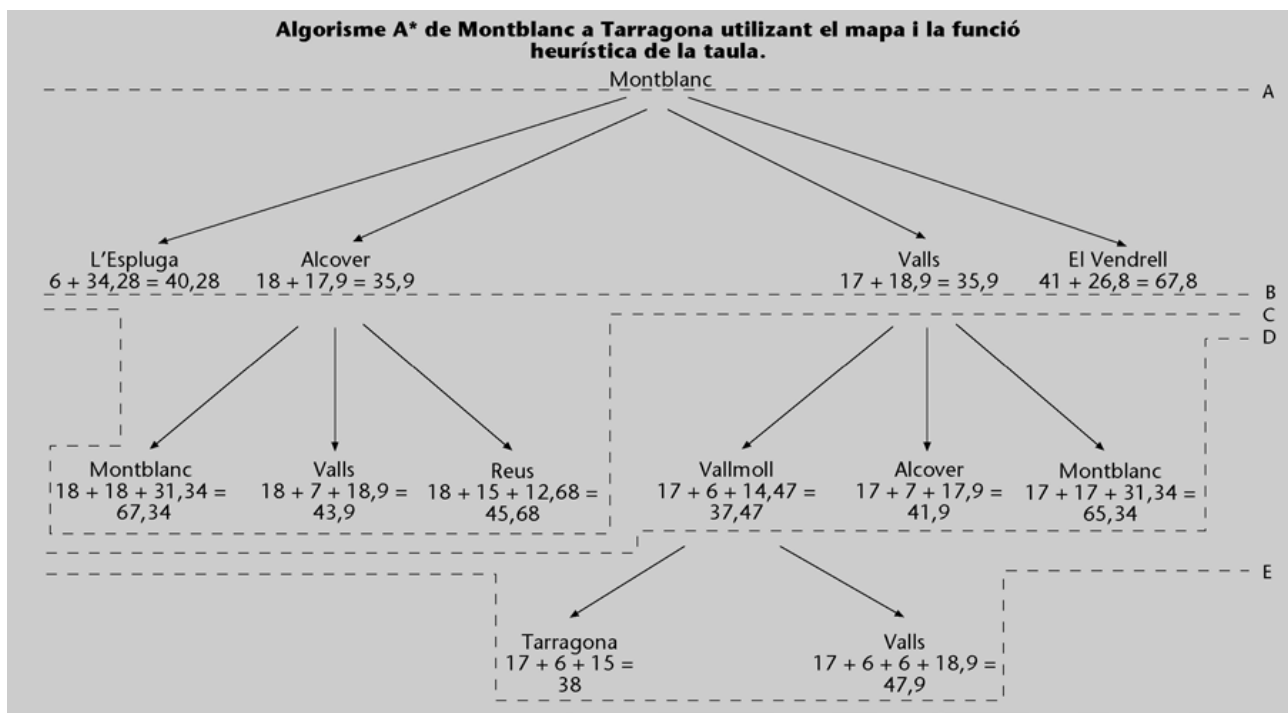 Algorisme A* de Montblanc a Tarragona utilizant el mapa i la funció
heurística de la taula.
Montblanc
A
L'Espluga
6 + 34,28 = 40,28
Alcover
18 + 17,9 = 35,9
Valls
17 + 18,9 = 35,9
El Vendrell
41 + 26,8 = 67,8
B
C
D
Montblanc
18 + 18 + 31,34 =
67,34
Valls
18 + 7 + 18,9 =
43,9
Reus
18 + 15 + 12,68 =
45,68
Vallmoll
17 + 6 + 14,47 =
37,47
Alcover
17 + 7 + 17,9 =
41,9
Montblanc
17 + 17 + 31,34 =
65,34
E
Tarragona
17 + 6 + 15 =
38
Valls
17 + 6 + 6 + 18,9 =
47,9